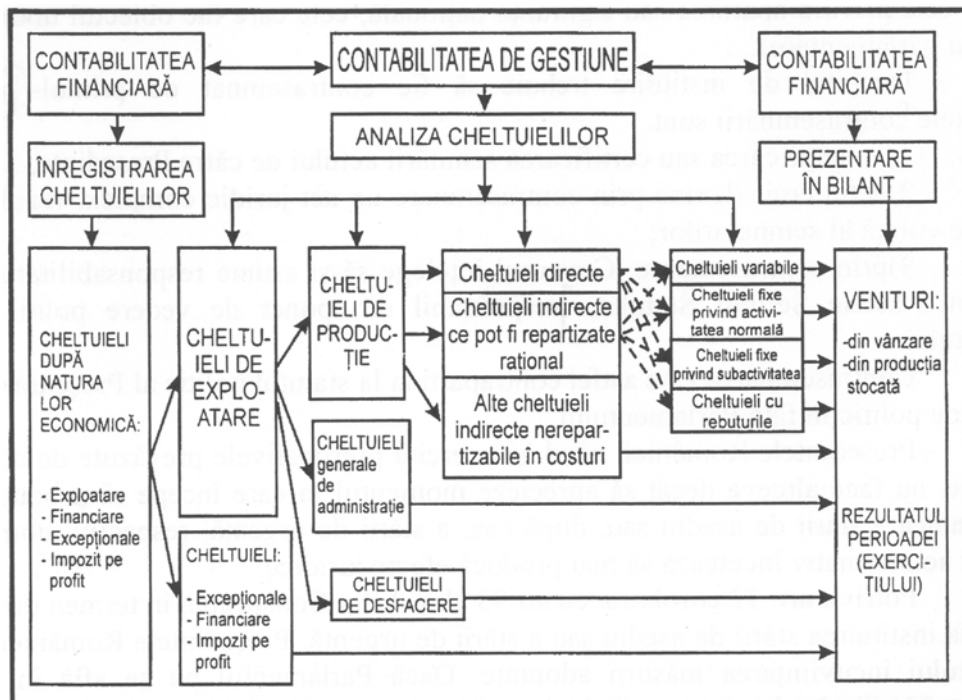 CONTABILITATEA
FINANCIARĂ
CONTABILITATEA DE GESTIUNE
CONTABILITATEA
FINANCIARĂ
ÎNREGISTRAREA
CHELTUIELILOR
ANALIZA CHELTUIELILOR
PREZENTARE
ÎN BILANT
CHELTUIELI
DUPĂ
NATURA
LOR
ECONOMICĂ:
- Exploatare
- Financiare
- Excepționale
- Impozit pe
profit
CHELTU-
IELI DE
EXPLO-
ATARE
CHELTUIELI:
- Excepționale
- Financiare
- Impozit pe
profit
CHELTU-
IELI DE
PRODUC-
TIE
CHELTUIELI
generale
de
administrație
CHELTUIELI
DE DESFACERE
Cheltuieli directe
Cheltuieli indirecte
ce pot fi repartizate
rațional
Alte cheltuieli
indirecte nerepar-
tizabile în costuri
Cheltuieli variabile
Cheltuieli fixe
privind activi-
tatea normală
Cheltuieli fixe
privind subactivitatea
Cheltuieli cu
rebuturile
VENITURI:
-din vânzare
-din producția
stocată
REZULTATUL
PERIOADEI
(EXERCI-
ȚIULUI)